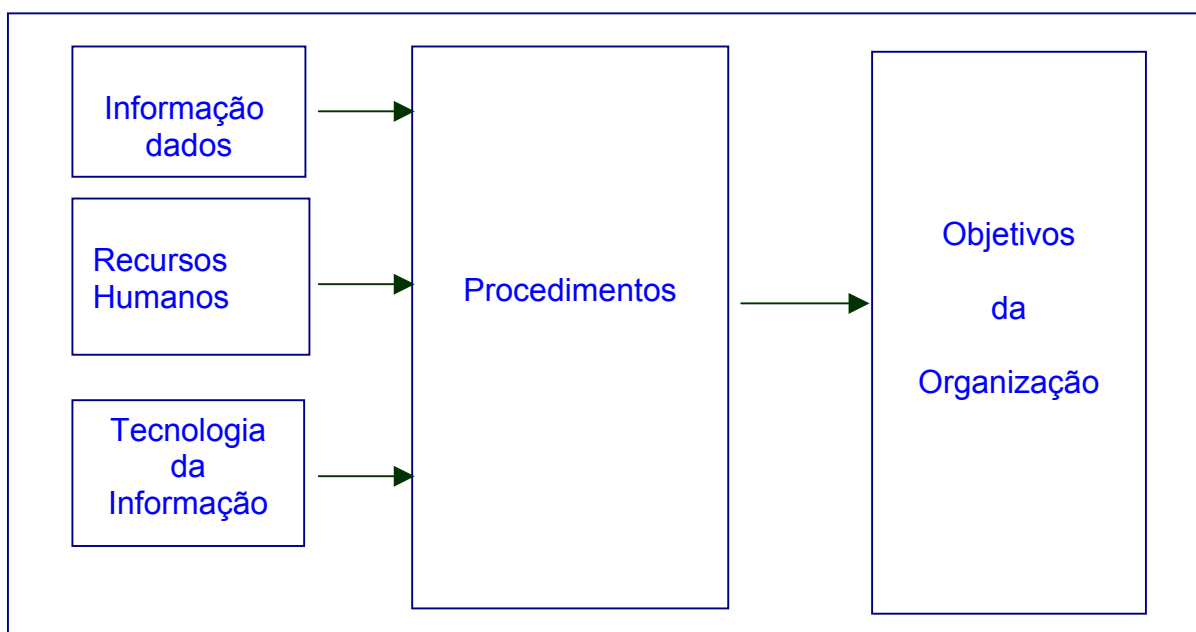 Informação
dados
Recursos
Humanos
Tecnologia
da
Informação
Procedimentos
Objetivos
da
Organização